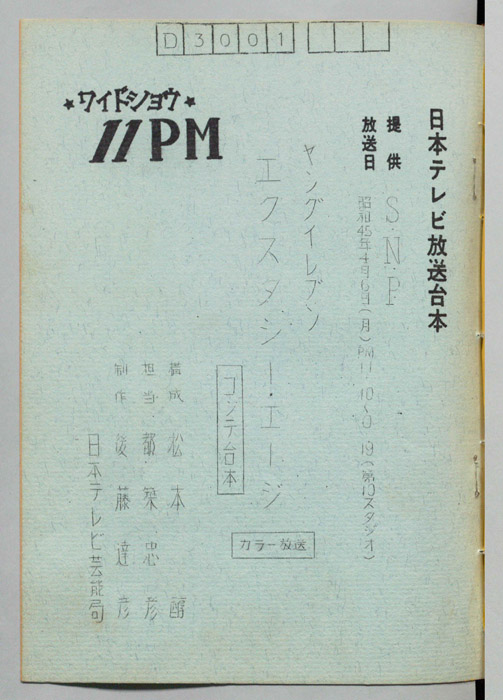 D3001
日本テレビ放送台本
提供 S.N.P
放送日 昭和45年4月6日(月)PM11.10〜0.19(第10スタジオ)
ワイドショウ
11PM
ヤングイレブン
エクスタシー・エージ
コンテ台本
カラー放送
構成 松本 醇
担当 都築忠彦
制作 後藤達彦
日本テレビ芸能局